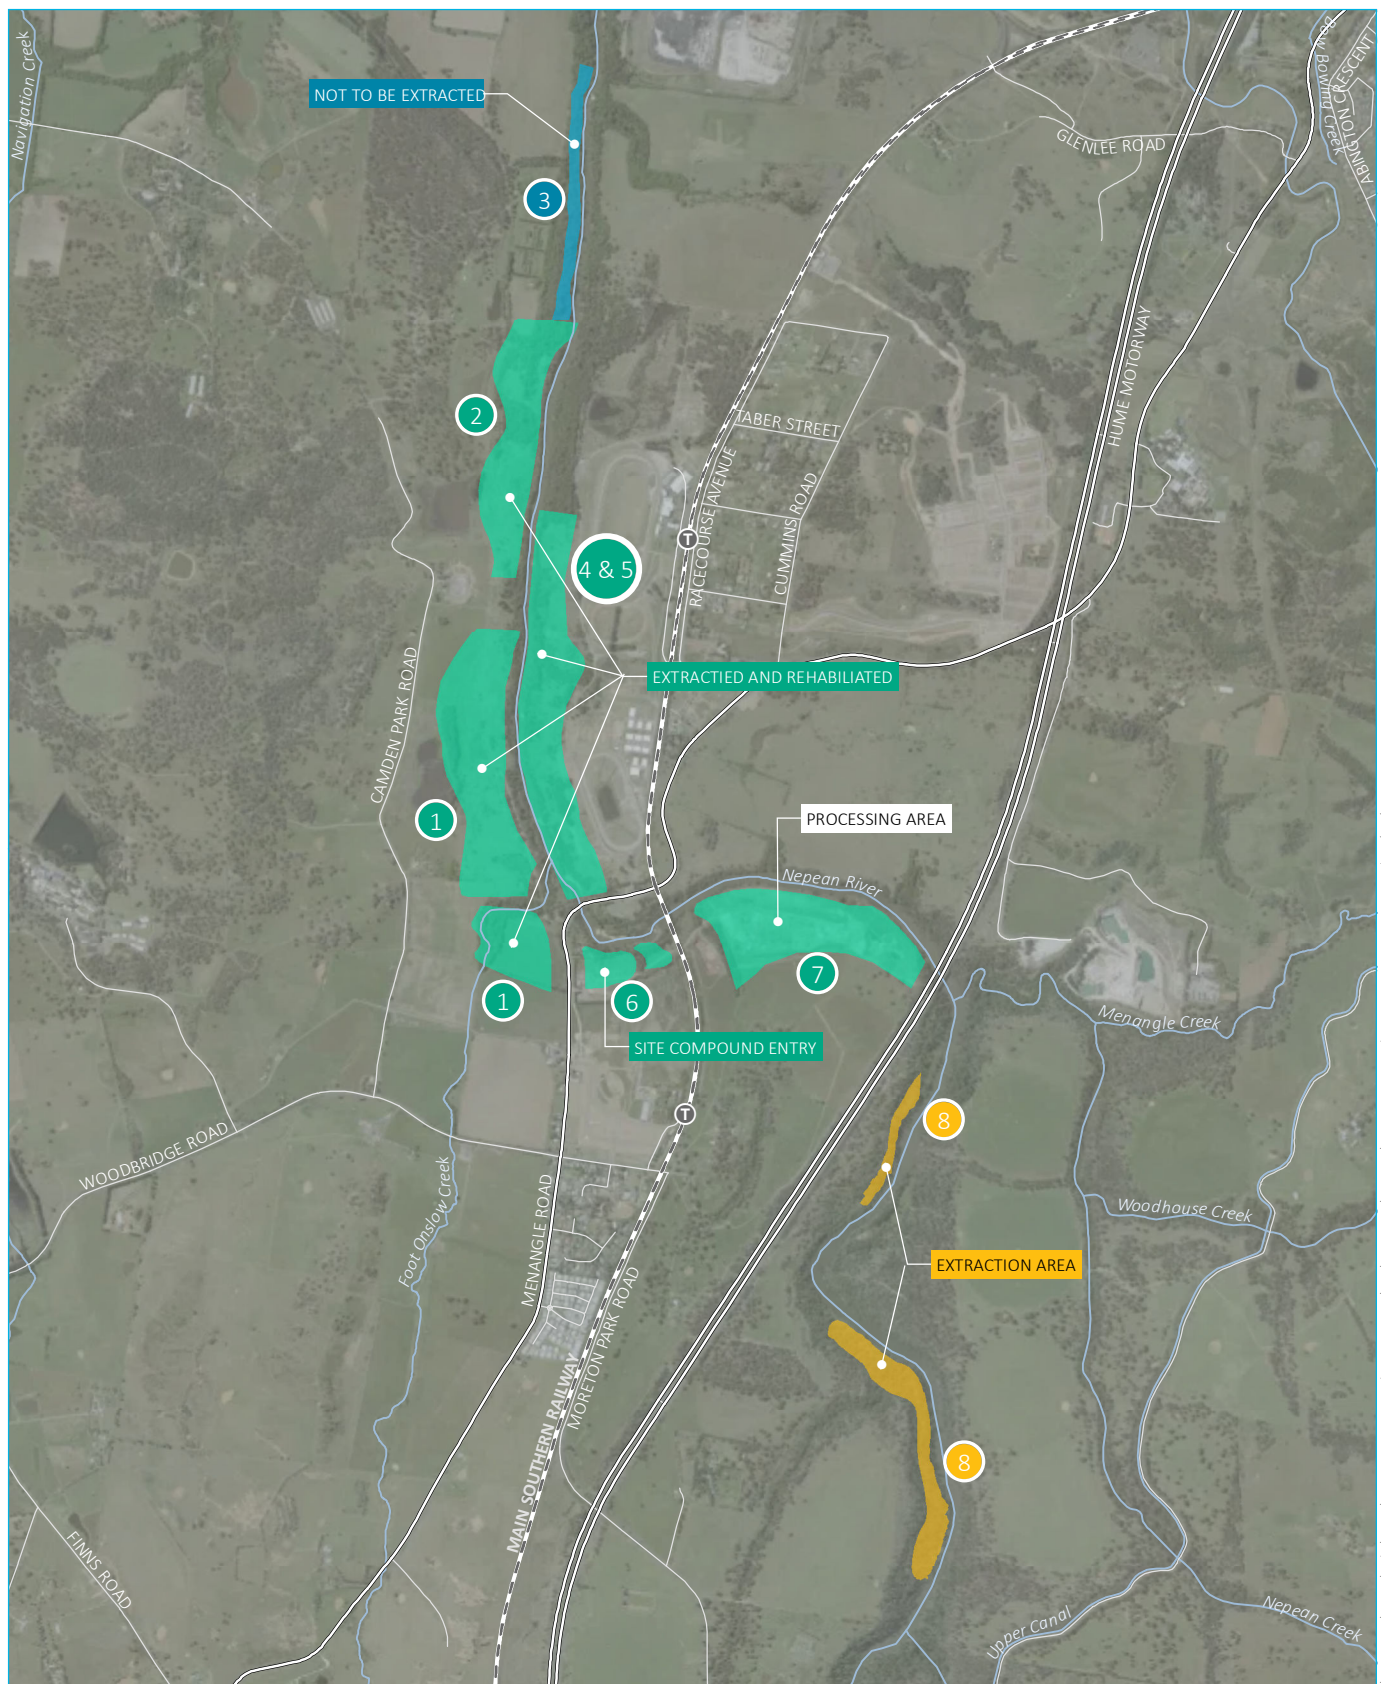 Navigation Creek
NOT TO BE EXTRACTED
Bow Bowing Creek
ABINGTON CRESCENT
GLENLEE ROAD
3
HUME MOTORWAY
2
TABER STREET
RACECOURSE AVENUE
CUMMINS ROAD
T
4 & 5
CAMDEN PARK ROAD
EXTRACTIED AND REHABILIATED
1
PROCESSING AREA
Nepean River
7
1
6
Menangle Creek
SITE COMPOUND ENTRY
T
8
WOODBRIDGE ROAD
Foot Onslow Creek
MENANGLE ROAD
Woodhouse Creek
EXTRACTION AREA
MORETON PARK ROAD
MAIN SOUTHERN RAILWAY
8
FINNS ROAD
Upper Canal
Nepean Creek